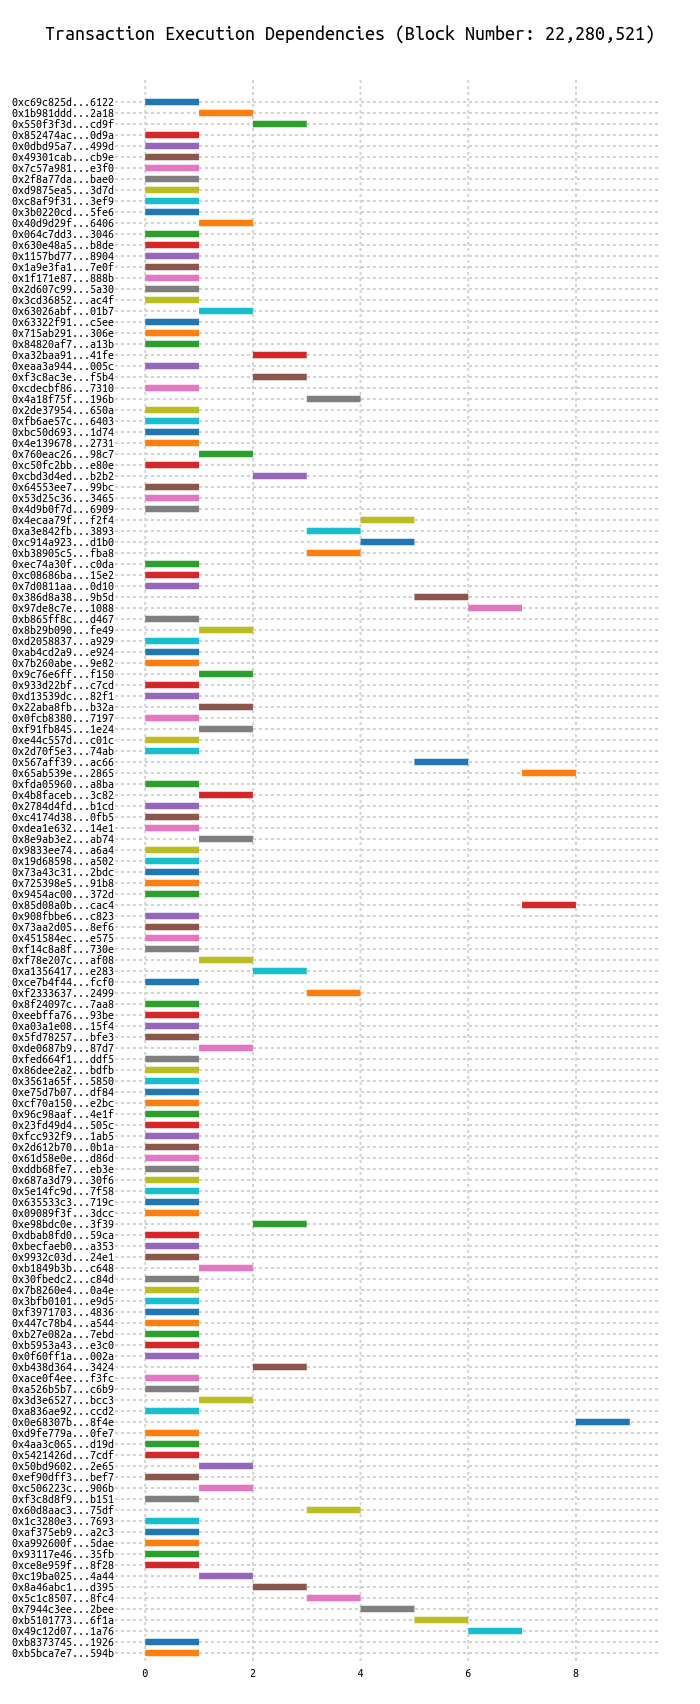 Transaction Execution Dependencies (Block Number: 22,280,521)
0xc69c825d...6122
0x1b981ddd...2a18
0x550f3f3d...cd9f
0x852474ac...0d9a
0x0dbd95a7...499d
0x49301cab...cb9e
0x7c57a981...e3f0
0x2f8a77da...bae0
0xd9875ea5...3d7d
0xc8af9f31...3ef9
0x3b0220cd...5fe6
0x40d9d29f...6406
0x064c7dd3...3046
0x630e48a5...b8de
0x1157bd77...8904
0x1a9e3fa1...7e0f
0x1f171e87...888b
0x2d607c99...5a30
0x3cd36852...ac4f
0x63026abf...01b7
0x63322f91...c5ee
0x715ab291...306e
0x84820af7...a13b
0xa32baa91...41fe
0xeaa3a944...005c
0xf3c8ac3e...f5b4
0xcdecbf86...7310
0x4a18f75f...196b
0x2de37954...650a
0xfb6ae57c...6403
0xbc50d693...1d74
0x4e139678...2731
0x760eac26...98c7
0xc50fc2bb...e80e
0xcbd3d4ed...b2b2
0x64553ee7...99bc
0x53d25c36...3465
0x4d9b0f7d...6909
0x4ecaa79f...f2f4
0xa3e842fb...3893
0xc914a923...d1b0
0xb38905c5...fba8
0xec74a30f...c0da
0xc08686ba...15e2
0x7d0811aa...0d10
0x386d8a38...9b5d
0x97de8c7e...1088
0xb865ff8c...d467
0x8b29b090...fe49
0xd2058837...a929
0xab4cd2a9...e924
0x7b260abe...9e82
0x9c76e6ff...f150
0x933d22bf...c7cd
0xd13539dc...82f1
0x22aba8fb...b32a
0x0fcb8380...7197
0xf91fb845...1e24
0xe44c557d...c01c
0x2d70f5e3...74ab
0x567aff39...ac66
0x65ab539e...2865
0xfda05960...a8ba
0x4b8faceb...3c82
0x2784d4fd...b1cd
0xc4174d38...0fb5
0xdea1e632...14e1
0x8e9ab3e2...ab74
0x9833ee74...a6a4
0x19d68598...a502
0x73a43c31...2bdc
0x725398e5...91b8
0x9454ac00...372d
0x85d08a0b...cac4
0x908fbbe6...c823
0x73aa2d05...8ef6
0x451584ec...e575
0xf14c8a8f...730e
0xf78e207c...af08
0xa1356417...e283
0xce7b4f44...fcf0
0xf2333637...2499
0x8f24097c...7aa8
0xeebffa76...93be
0xa03a1e08...15f4
0x5fd78257...bfe3
0xde0687b9...87d7
0xfed664f1...ddf5
0x86dee2a2...bdfb
0x3561a65f...5850
0xe75d7b07...df84
0xcf70a150...e2bc
0x96c98aaf...4e1f
0x23fd49d4...505c
0xfcc932f9...1ab5
0x2d612b70...0b1a
0x61d58e0e...d86d
0xddb68fe7...eb3e
0x687a3d79...30f6
0x5e14fc9d...7f58
0x635533c3...719c
0x09089f3f...3dcc
0xe98bdc0e...3f39
0xdbab8fd0...59ca
0xbecfaeb0...a353
0x9932c03d...24e1
0xb1849b3b...c648
0x30fbedc2...c84d
0x7b8260e4...0a4e
0x3bfb0101...e9d5
0xf3971703...4836
0x447c78b4...a544
0xb27e082a...7ebd
0xb5953a43...e3c0
0x0f60ff1a...002a
0xb438d364...3424
0xace0f4ee...f3fc
0xa526b5b7...c6b9
0x3d3e6527...bcc3
0xa836ae92...ccd2
0x0e68307b...8f4e
0xd9fe779a...0fe7
0x4aa3c065...d19d
0x5421426d...7cdf
0x50bd9602...2e65
0xef90dff3...bef7
0xc506223c...906b
0xf3c8d8f9...b151
0x60d8aac3...75df
0x1c3280e3...7693
0xaf375eb9...a2c3
0xa992600f...5dae
0x93117e46...35fb
0xce8e959f...8f28
0xc19ba025...4a44
0x8a46abc1...d395
0x5c1c8507...8fc4
0x7944c3ee...2bee
0xb5101773...6f1a
0x49c12d07...1a76
0xb8373745...1926
0xb5bca7e7...594b
0 2 4 6 8